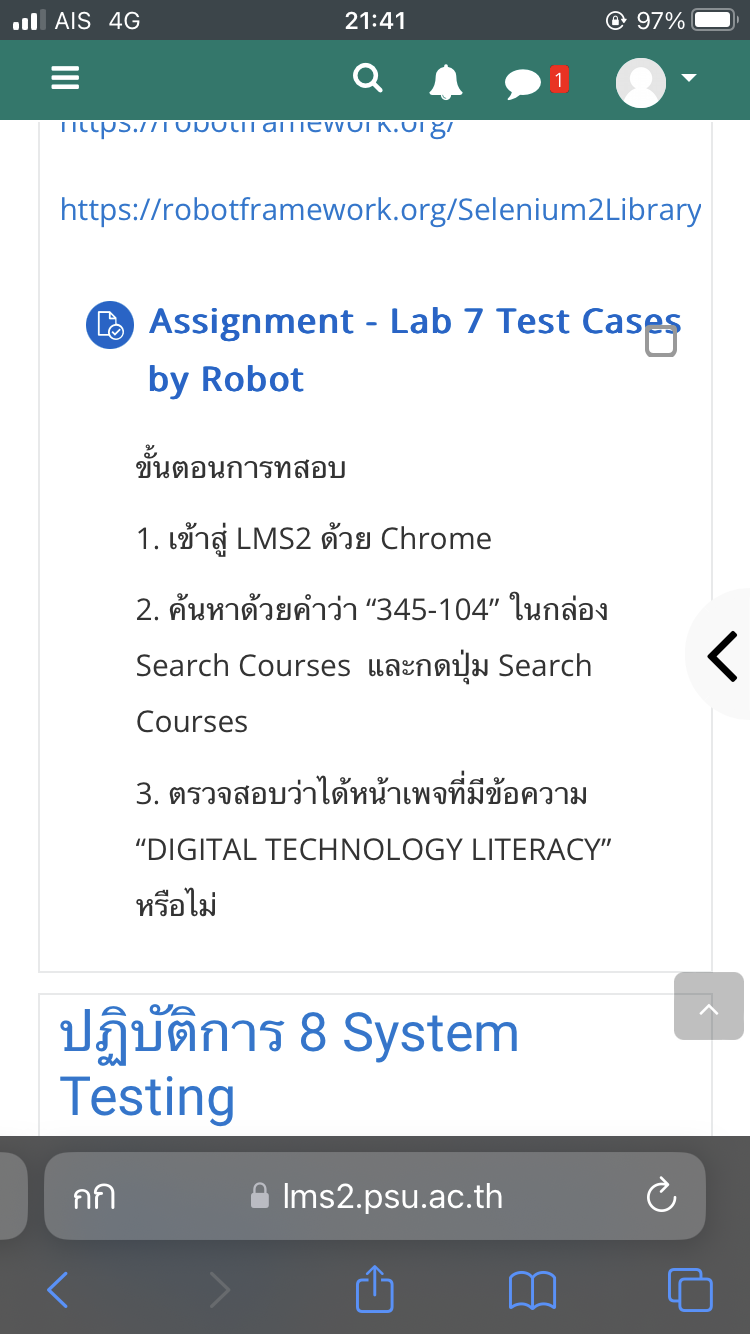 AIS 4G 21:41 97%
1
https://robotframework.org/
https://robotframework.org/Selenium2Library
Assignment - Lab 7 Test Cases
by Robot
ขั้นตอนการทสอบ
1. เข้าสู่ LMS2 ด้วย Chrome
2. ค้นหาด้วยคำว่า “345-104” ในกล่อง
Search Courses และกดปุ่ม Search
Courses
3. ตรวจสอบว่าได้หน้าเพจที่มีข้อความ
“DIGITAL TECHNOLOGY LITERACY”
หรือไม่
ปฏิบัติการ 8 System
Testing
กก lms2.psu.ac.th